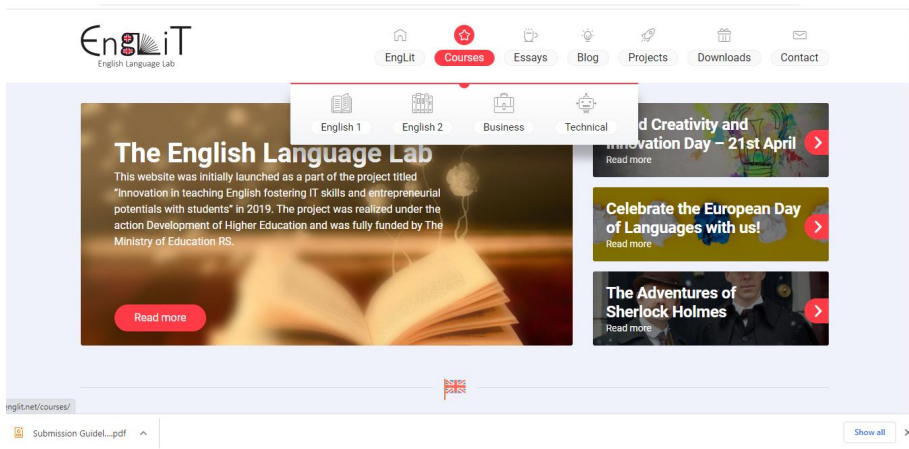 EngLiT
English Language Lab
EngLit
Courses
Essays
Blog
Projects
Downloads
Contact
English 1
English 2
Business
Technical
The English Language Lab
This website was initially launched as a part of the project titled
“Innovation in teaching English fostering IT skills and entrepreneurial
potentials with students” in 2019. The project was realized under the
action Development of Higher Education and was fully funded by The
Ministry of Education RS.
Read more
d Creativity and
Innovation Day – 21st April
Read more
Celebrate the European Day
of Languages with us!
Read more
The Adventures of
Sherlock Holmes
Read more
englit.net/courses/
Submission Guidel....pdf
Show all